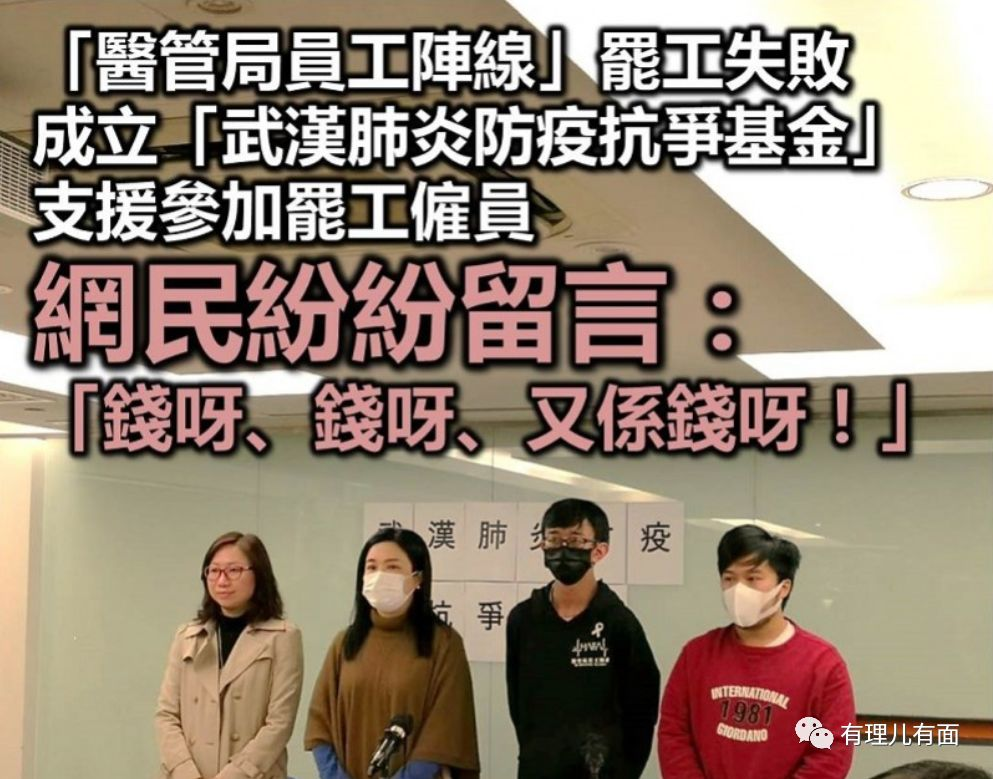 「醫管局員工陣線」罷工失敗
成立「武漢肺炎防疫抗爭基金」
支援參加罷工僱員
網民紛紛留言：
「錢呀、錢呀、又係錢呀！」
漢肺 疫
爭
HAEA
INTERNATIONAL
1981
GIORDANO
有理儿有面